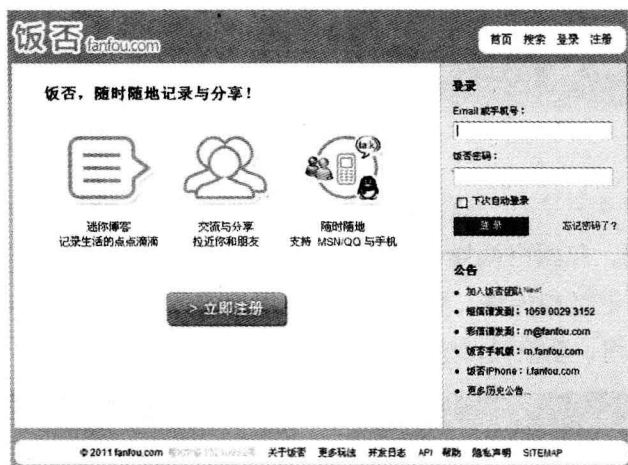 饭否 fanfou.com
首页 搜索 登录 注册
饭否，随时随地记录与分享！
迷你博客
记录生活的点点滴滴
交流与分享
拉近你和朋友
talk
随时随地
支持 MSN/QQ 与手机
> 立即注册
登录
Email 或手机号：
饭否密码：
下次自动登录
登录
忘记密码了？
公告
• 加入饭否团队 New!
• 短信请发到：1069 0029 3152
• 彩信请发到：m@fanfou.com
• 饭否手机版：m.fanfou.com
• 饭否iPhone：i.fanfou.com
• 更多历史公告...
© 2011 fanfou.com 关于饭否 更多玩法 开发日志 API 帮助 隐私声明 SITEMAP